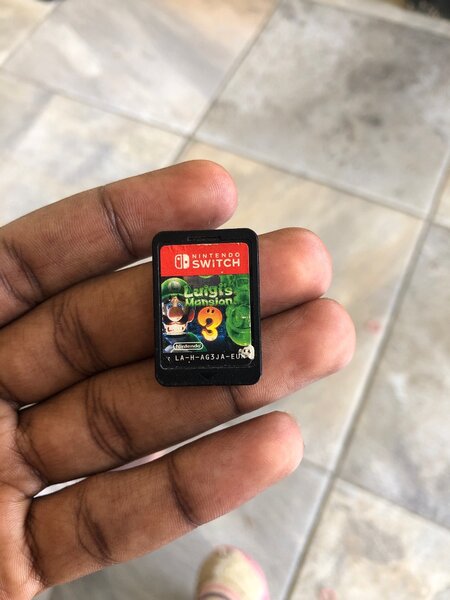 NINTENDO
SWITCH
Luigi's
Mansion
3
Nintendo
LA-H-AG3JA-EUR